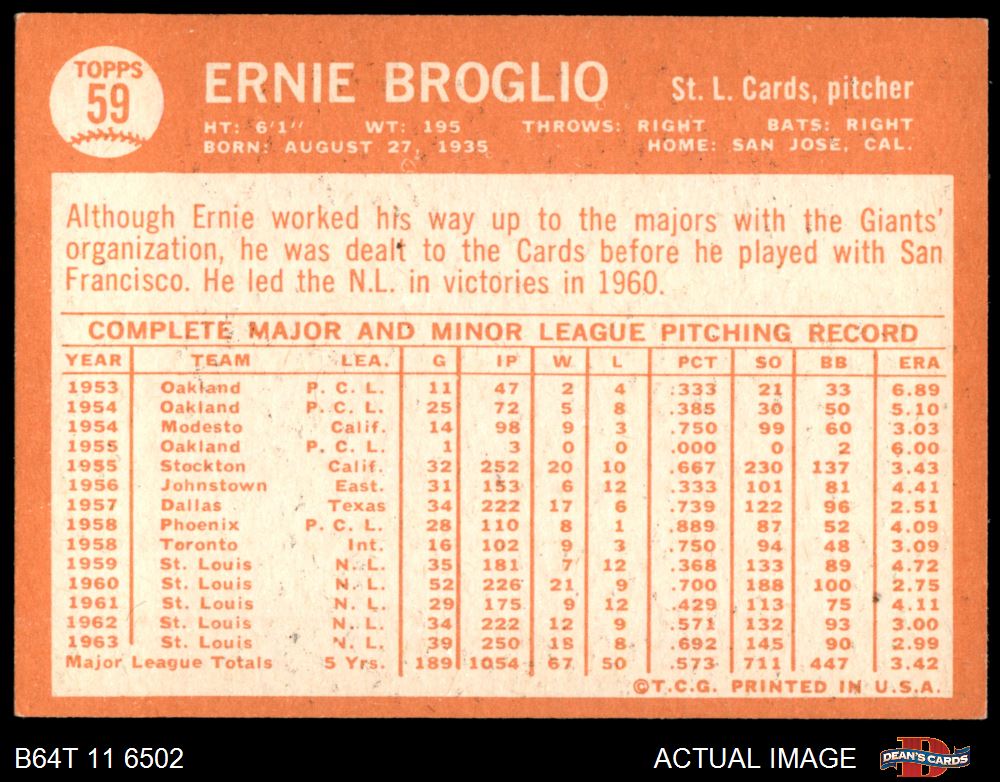 TOPPS
59
ERNIE BROGLIO
St. L. Cards, pitcher
HT: 6'1" WT: 195 THROWS: RIGHT BATS: RIGHT
BORN: AUGUST 27, 1935 HOME: SAN JOSE, CAL.
Although Ernie worked his way up to the majors with the Giants'
organization, he was dealt to the Cards before he played with San
Francisco. He led the N.L. in victories in 1960.
COMPLETE MAJOR AND MINOR LEAGUE PITCHING RECORD
YEAR TEAM LEA. G IP W L PCT SO BB ERA
1953 Oakland P. C. L. 11 47 2 4 .333 21 33 6.89
1954 Oakland P. C. L. 25 72 5 8 .385 30 50 5.10
1954 Modesto Calif. 14 98 9 3 .750 99 60 3.03
1955 Oakland P. C. L. 1 3 0 0 .000 0 2 6.00
1955 Stockton Calif. 32 252 20 10 .667 230 137 3.43
1956 Johnstown East. 31 153 6 12 .333 101 81 4.41
1957 Dallas Texas 34 222 17 6 .739 122 96 2.51
1958 Phoenix P. C. L. 28 110 8 1 .889 87 52 4.09
1958 Toronto Int. 16 102 9 3 .750 94 48 3.09
1959 St. Louis N. L. 35 181 7 12 .368 133 89 4.72
1960 St. Louis N. L. 52 226 21 9 .700 188 100 2.75
1961 St. Louis N. L. 29 175 9 12 .429 113 75 4.11
1962 St. Louis N. L. 34 222 12 9 .571 132 93 3.00
1963 St. Louis N. L. 39 250 18 8 .692 145 90 2.99
Major League Totals 5 Yrs. 189 1054 67 50 .573 711 447 3.42
©T.C.G. PRINTED IN U.S.A.
B64T 11 6502
ACTUAL IMAGE
DEAN'S CARDS